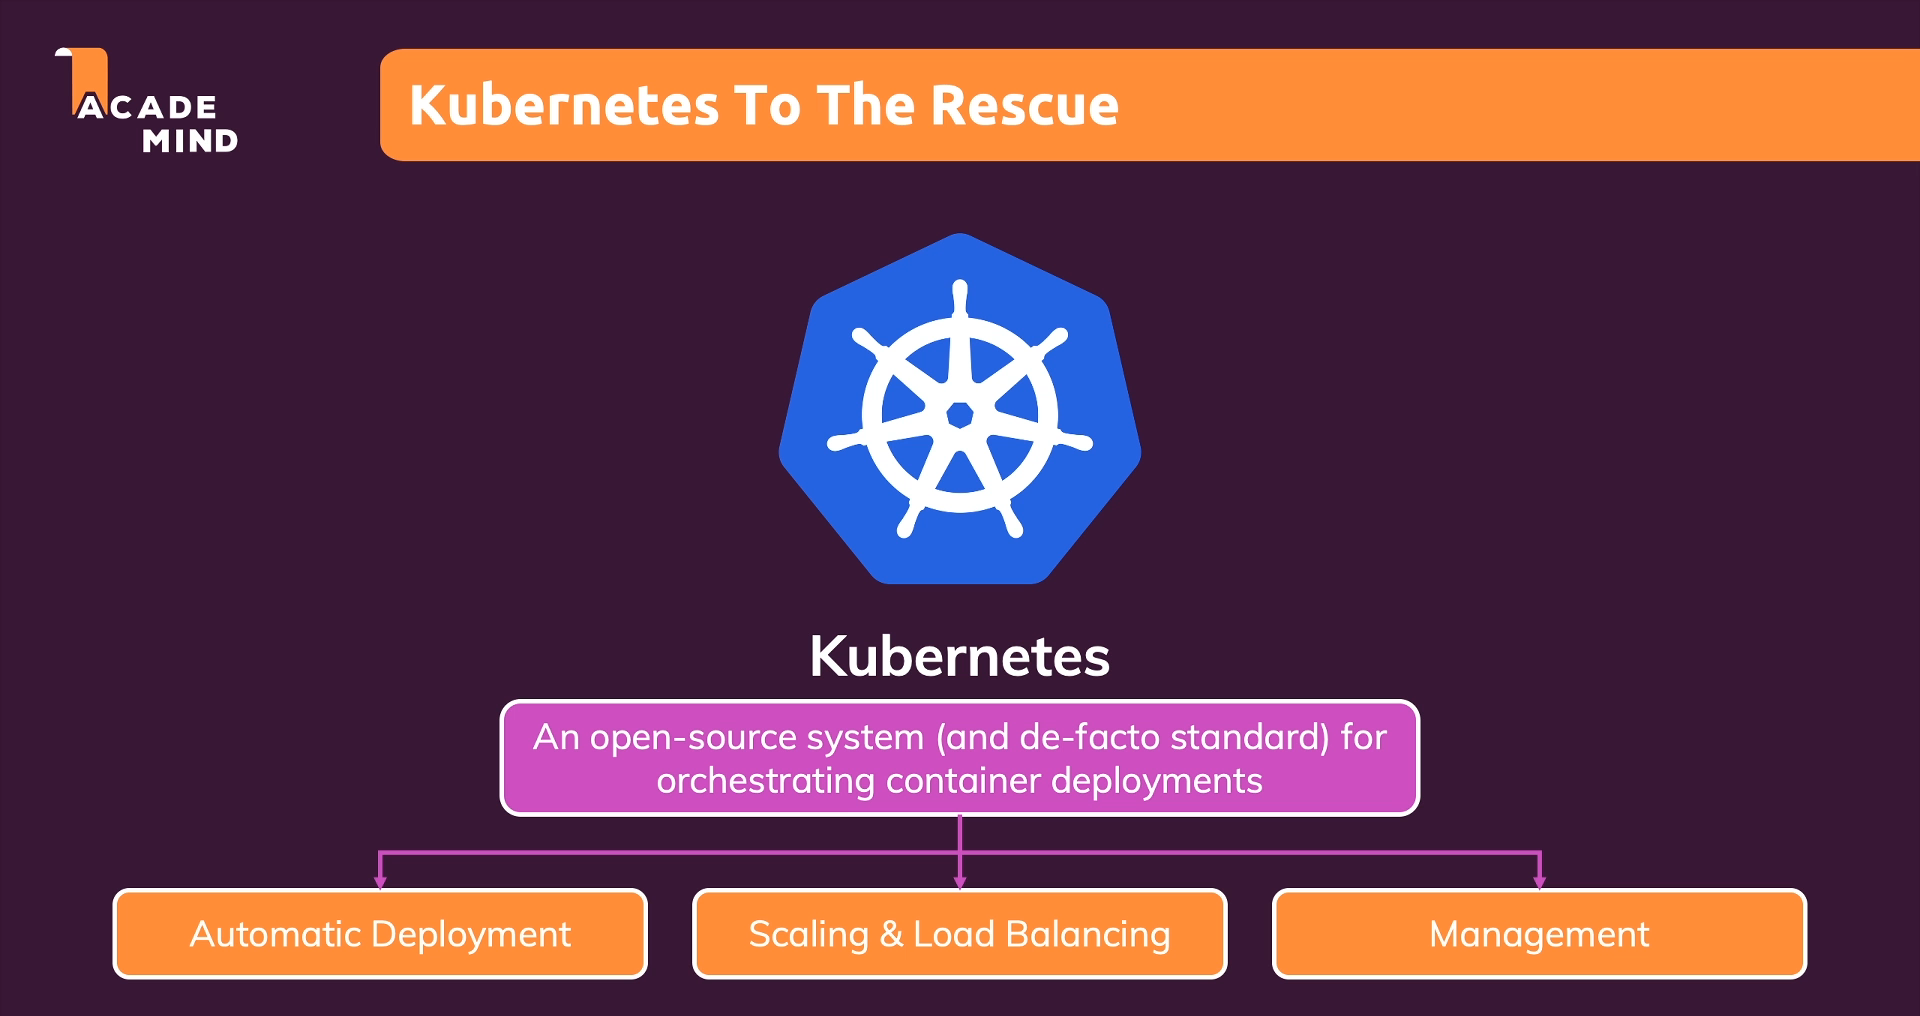 ACADE
MIND
Kubernetes To The Rescue
Kubernetes
An open-source system (and de-facto standard) for
orchestrating container deployments
Automatic Deployment
Scaling & Load Balancing
Management